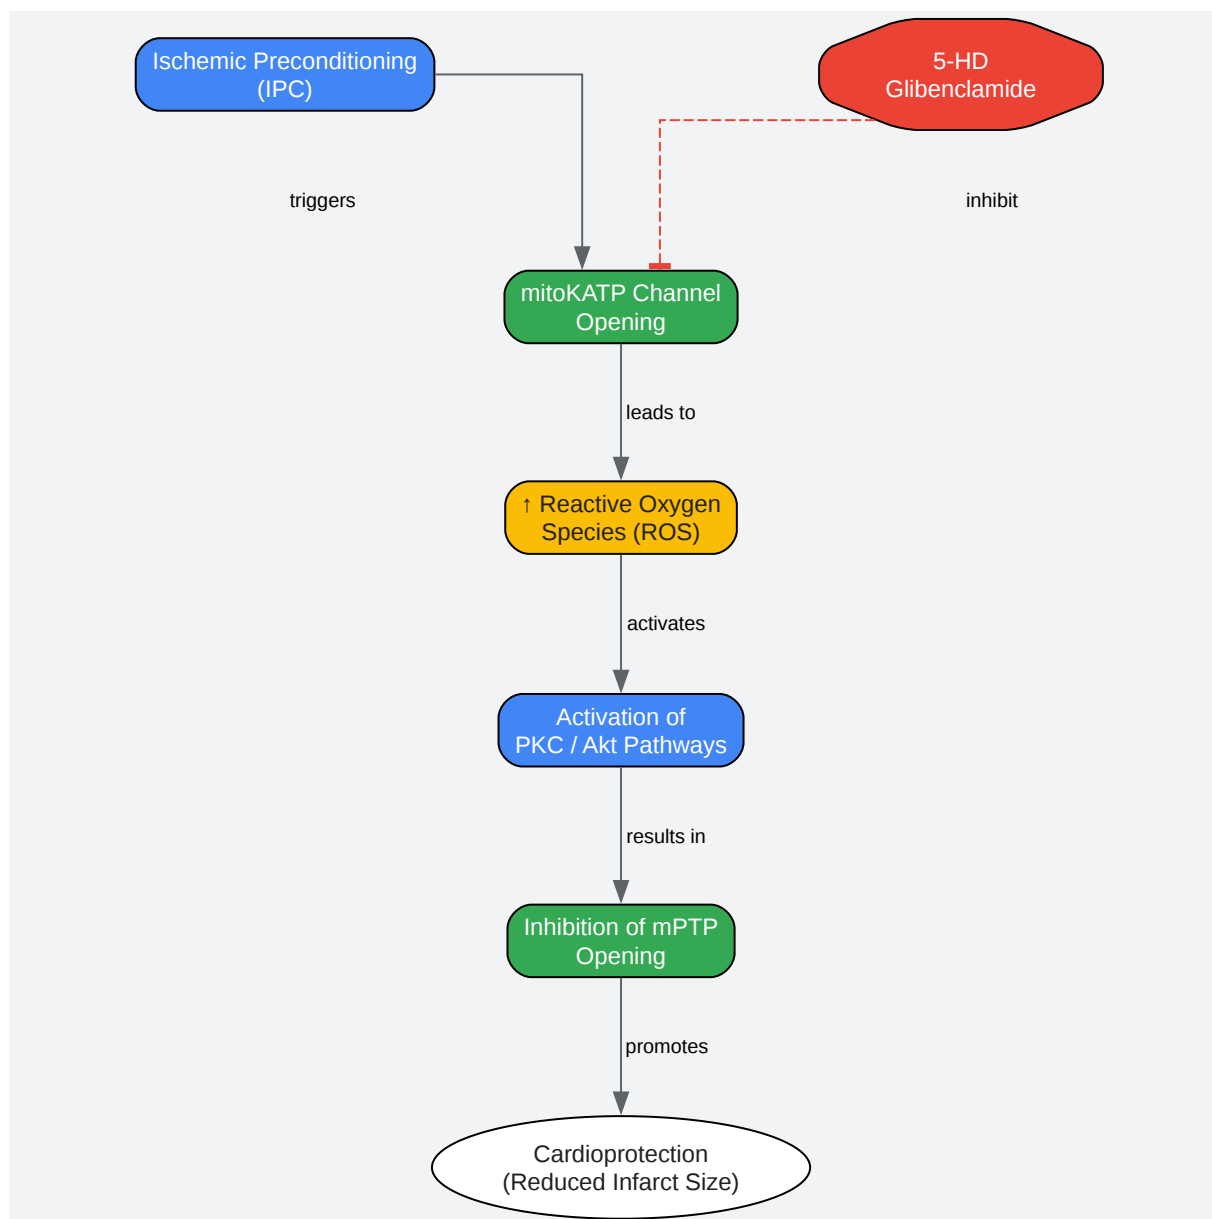 Ischemic Preconditioning
(IPC)
5-HD
Glibenclamide
triggers
inhibit
mitoKATP Channel
Opening
leads to
↑ Reactive Oxygen
Species (ROS)
activates
Activation of
PKC / Akt Pathways
results in
Inhibition of mPTP
Opening
promotes
Cardioprotection
(Reduced Infarct Size)